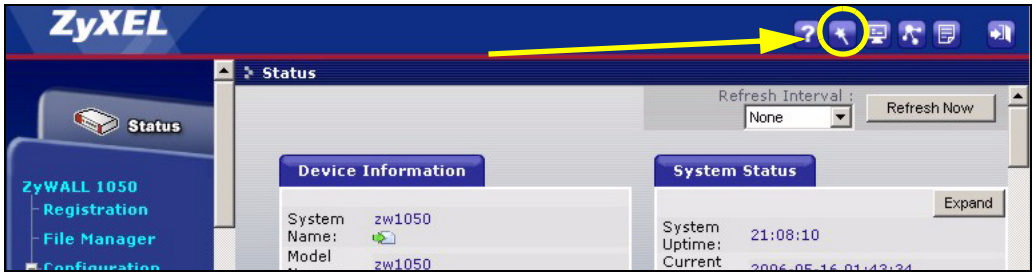 ZyXEL
?
Status
Status
Refresh Interval :
None
Refresh Now
ZyWALL 1050
Registration
File Manager
Configuration
Device Information
System Name:
zw1050
Model
zw1050
System Status
Expand
System Uptime:
21:08:10
Current
2006-05-16 01:43:34